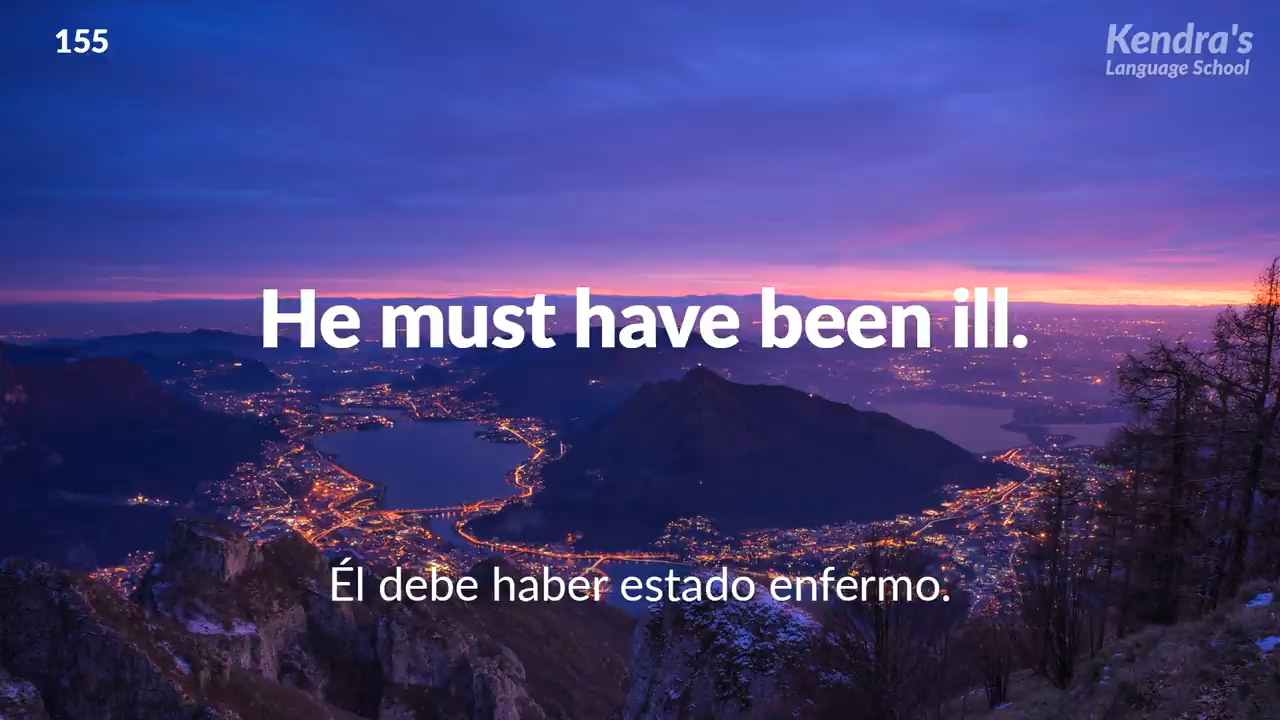 155
Kendra's
Language School
He must have been ill.
Él debe haber estado enfermo.